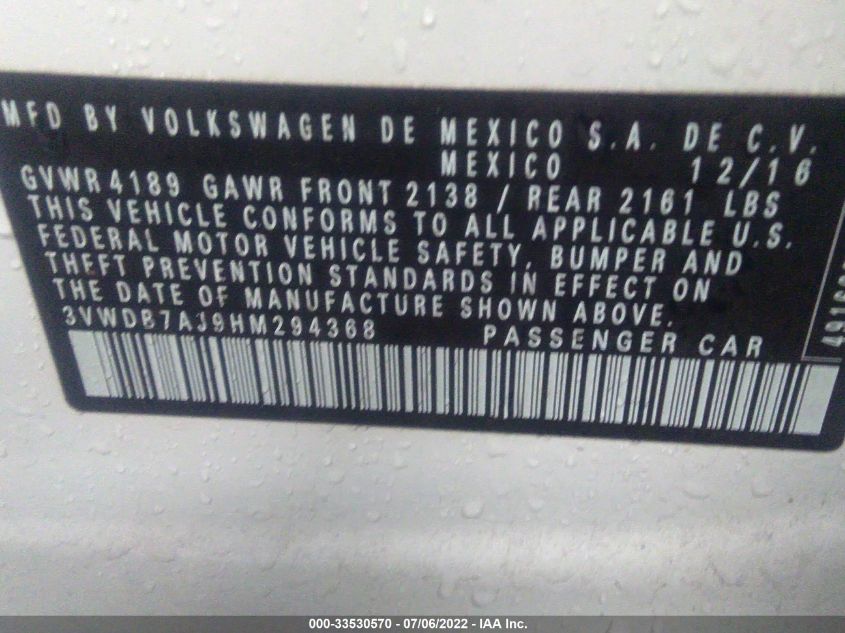 MFD BY VOLKSWAGEN DE MEXICO S.A. DE C.V.
MEXICO 12/16
GVWR 4189 GAWR FRONT 2138 / REAR 2161 LBS
THIS VEHICLE CONFORMS TO ALL APPLICABLE U.S.
FEDERAL MOTOR VEHICLE SAFETY, BUMPER AND
THEFT PREVENTION STANDARDS IN EFFECT ON
THE DATE OF MANUFACTURE SHOWN ABOVE.
3VWDB7AJ9HM294368 PASSENGER CAR
000-33530570 - 07/06/2022 - IAA Inc.